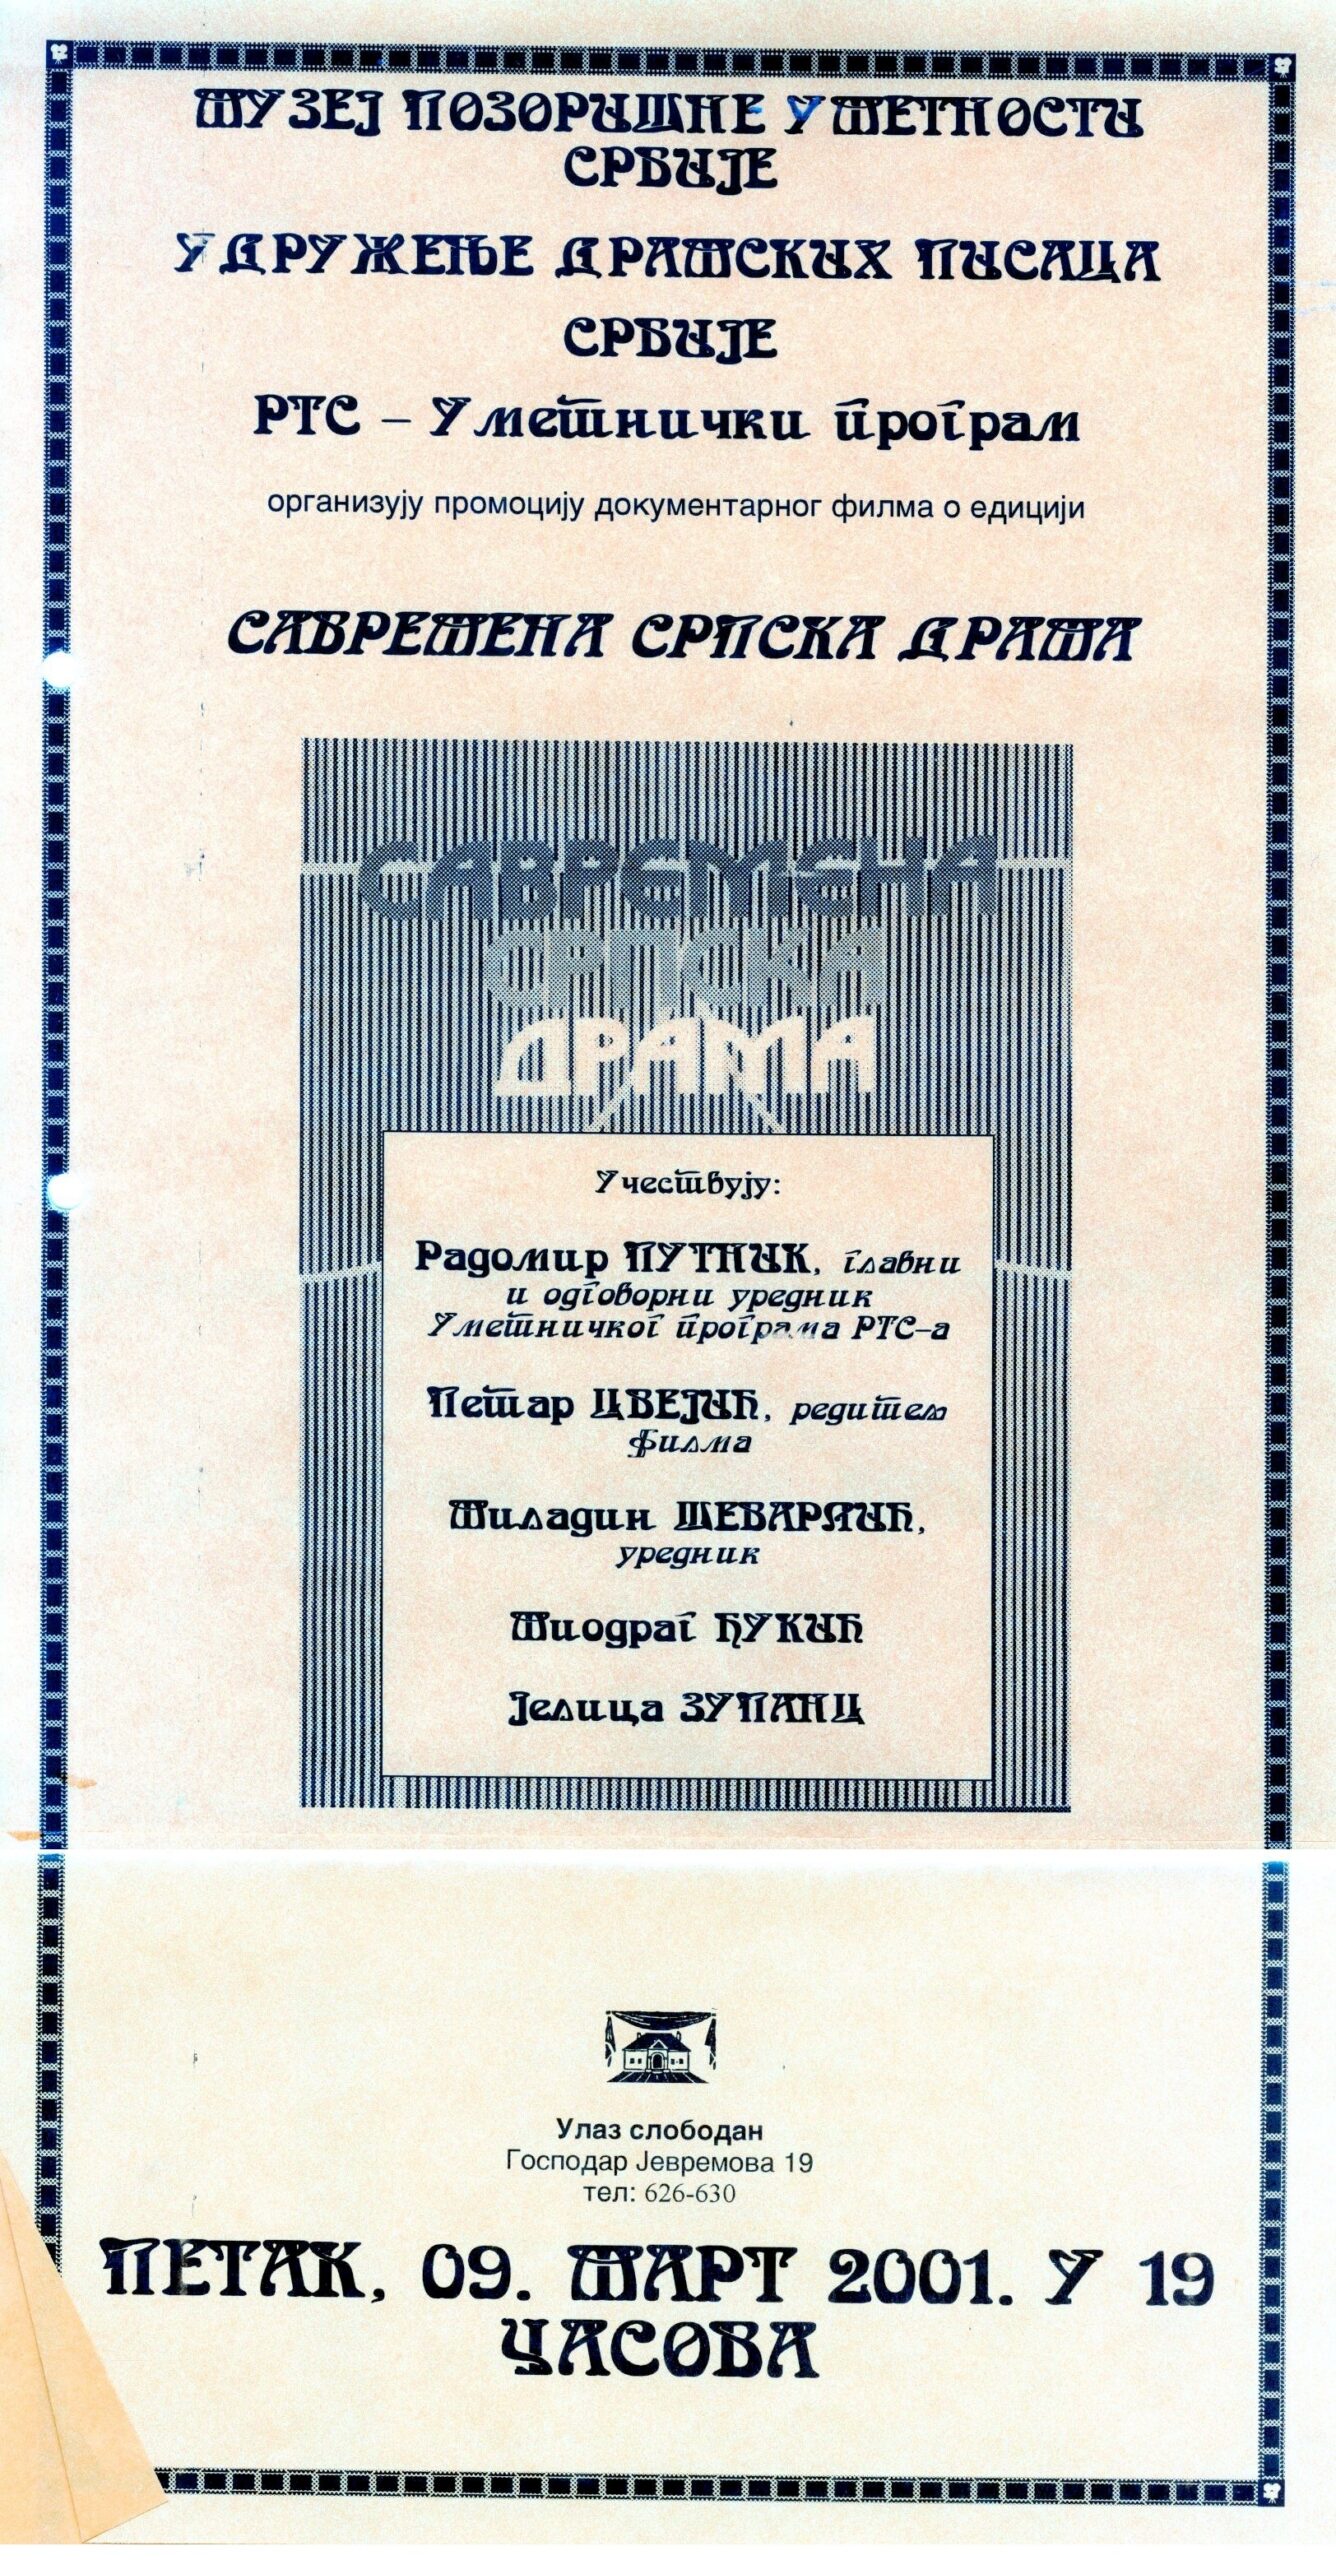 МУЗЕЈ ПОЗОРИШНЕ УМЕТНОСТИ
СРБИЈЕ
УДРУЖЕЊЕ ДРАМСКИХ ПИСАЦА
СРБИЈЕ
РТС – Уметнички програм
организују промоцију документарног филма о едицији
САВРЕМЕНА СРПСКА ДРАМА
САВРЕМЕНА
СРПСКА
ДРАМА
Учествују:
Радомир ПУТНИК, главни
и одговорни уредник
Уметничког програма РТС-а
Петар ЦВЕЈИЋ, редитељ
филма
Миладин ШЕВАРЛИЋ,
уредник
Миодраг ЂУКИЋ
Јелица ЗУПАНЦ
Улаз слободан
Господар Јевремова 19
тел: 626-630
ПЕТАК, 09. МАРТ 2001. У 19
ЧАСОВА